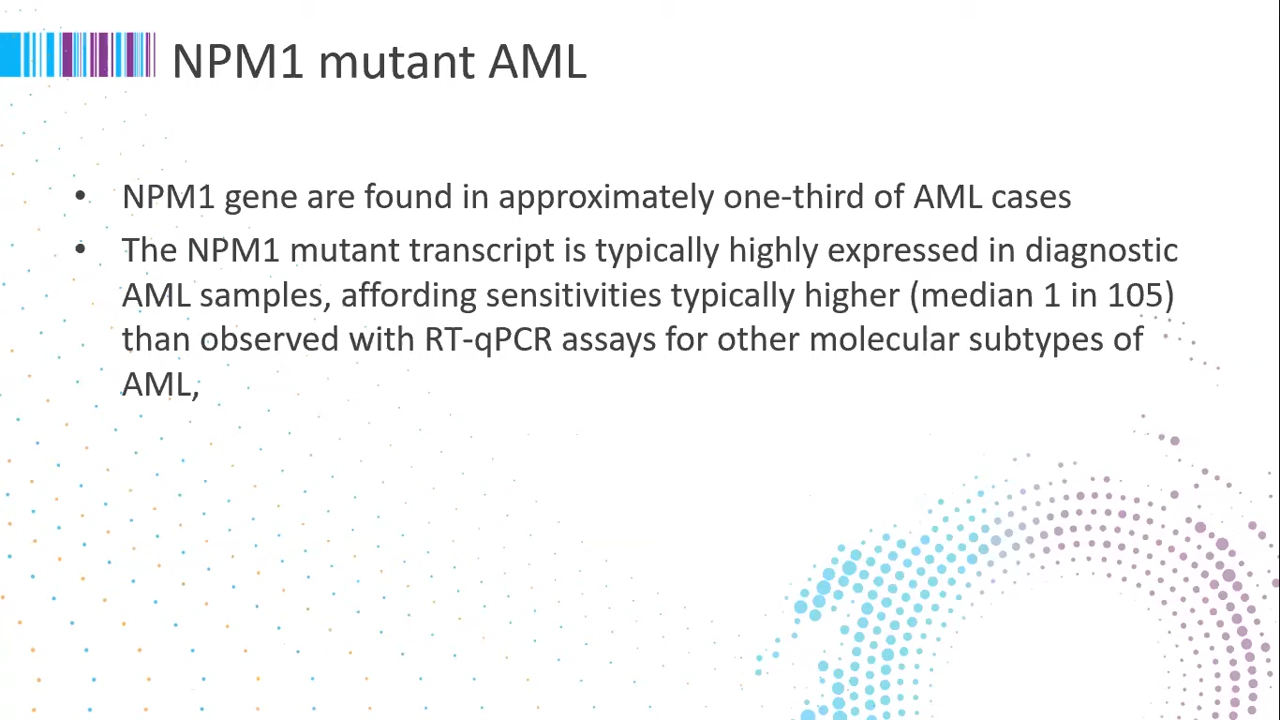 NPM1 mutant AML
• NPM1 gene are found in approximately one-third of AML cases
• The NPM1 mutant transcript is typically highly expressed in diagnostic
AML samples, affording sensitivities typically higher (median 1 in 105)
than observed with RT-qPCR assays for other molecular subtypes of
AML,